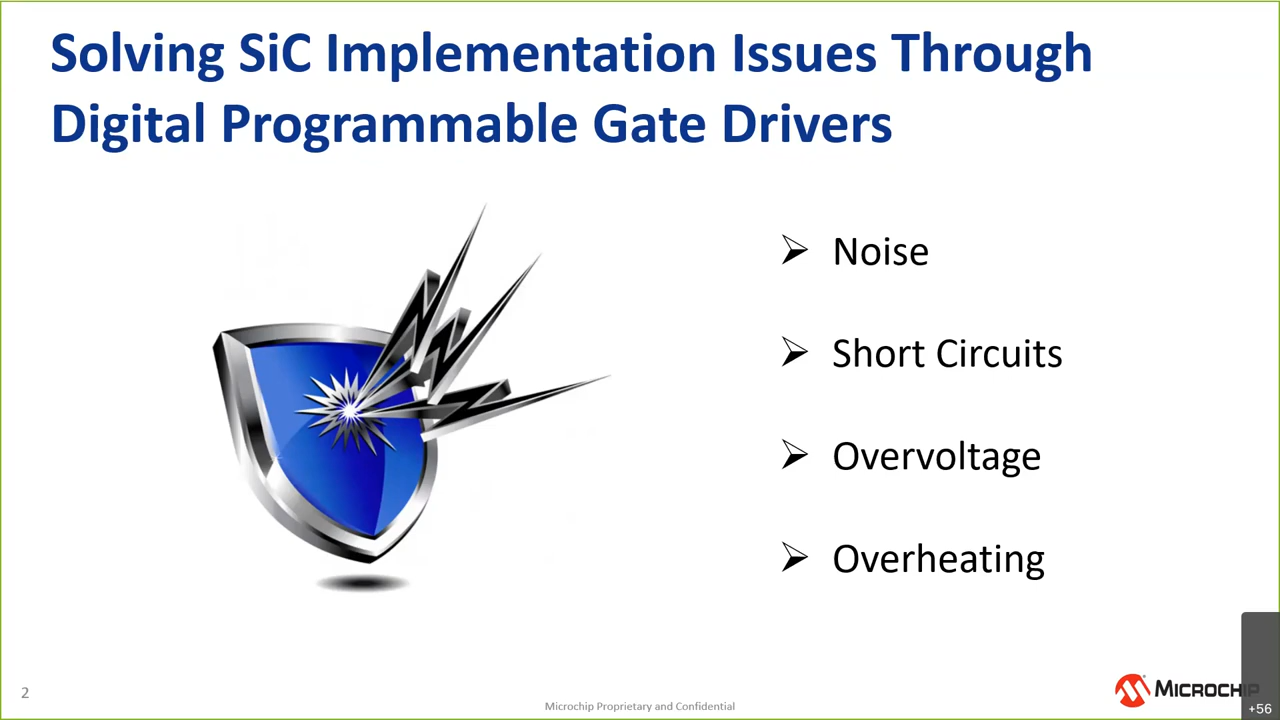 Solving SiC Implementation Issues Through
Digital Programmable Gate Drivers
Noise
Short Circuits
Overvoltage
Overheating
2
Microchip Proprietary and Confidential
MICROCHIP
+56